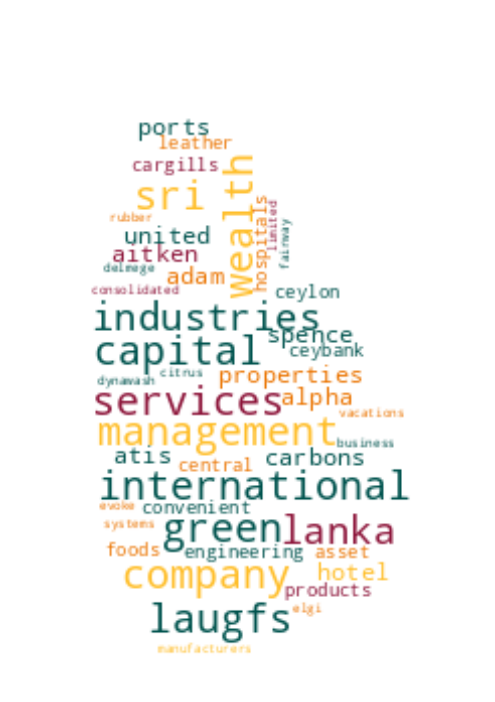 ports
leather
cargills
wealth
sri
hospitals
limited
rubber
fairway
united
aitken
delmege
adam
consolidated
ceylon
industries
spence
capital
ceybank
citrus
dynawash
properties
services
alpha
vacations
management
business
atis
central
carbons
international
evoke
convenient
systems
green
lanka
foods
engineering
asset
company
hotel
products
laugfs
elgi
manufacturers